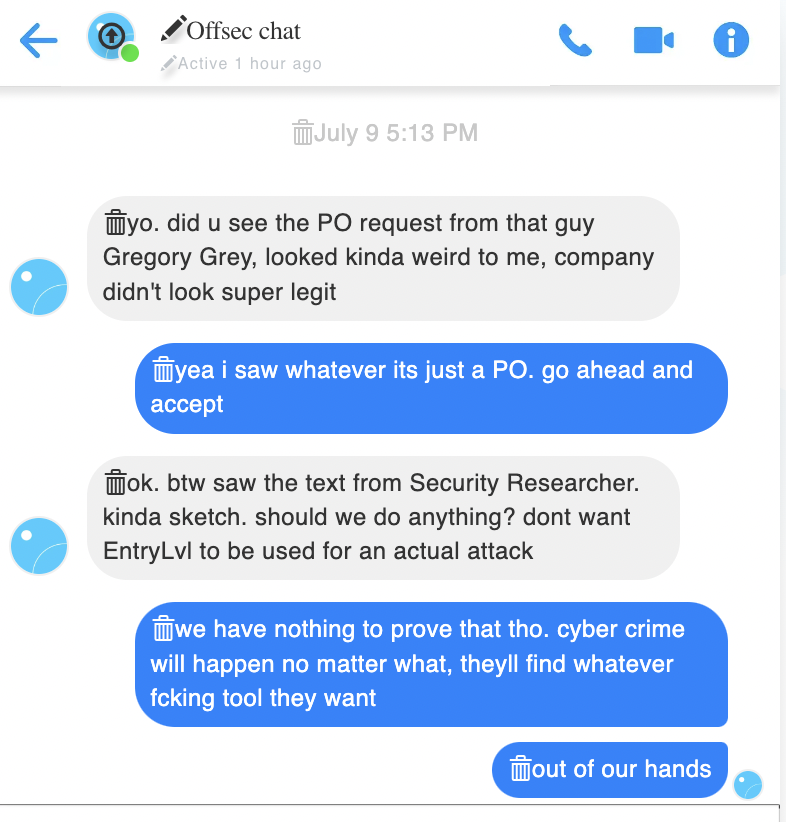 Offsec chat
Active 1 hour ago
July 9 5:13 PM
yo. did u see the PO request from that guy
Gregory Grey, looked kinda weird to me, company
didn't look super legit
yea i saw whatever its just a PO. go ahead and
accept
ok. btw saw the text from Security Researcher.
kinda sketch. should we do anything? dont want
EntryLvl to be used for an actual attack
we have nothing to prove that tho. cyber crime
will happen no matter what, theyll find whatever
fcking tool they want
out of our hands